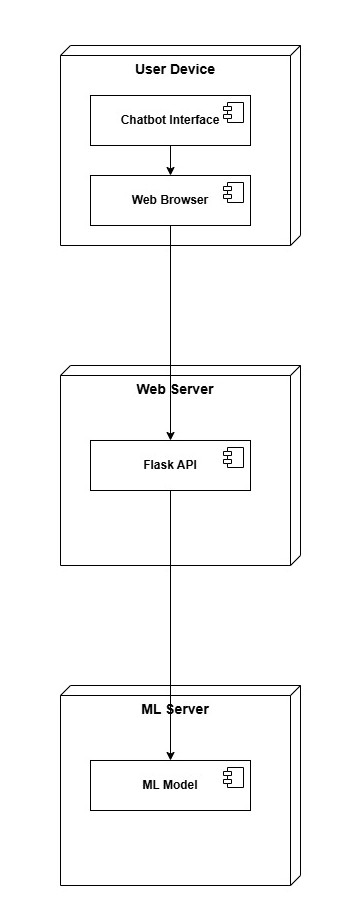 User Device
Chatbot Interface
Web Browser
Web Server
Flask API
ML Server
ML Model